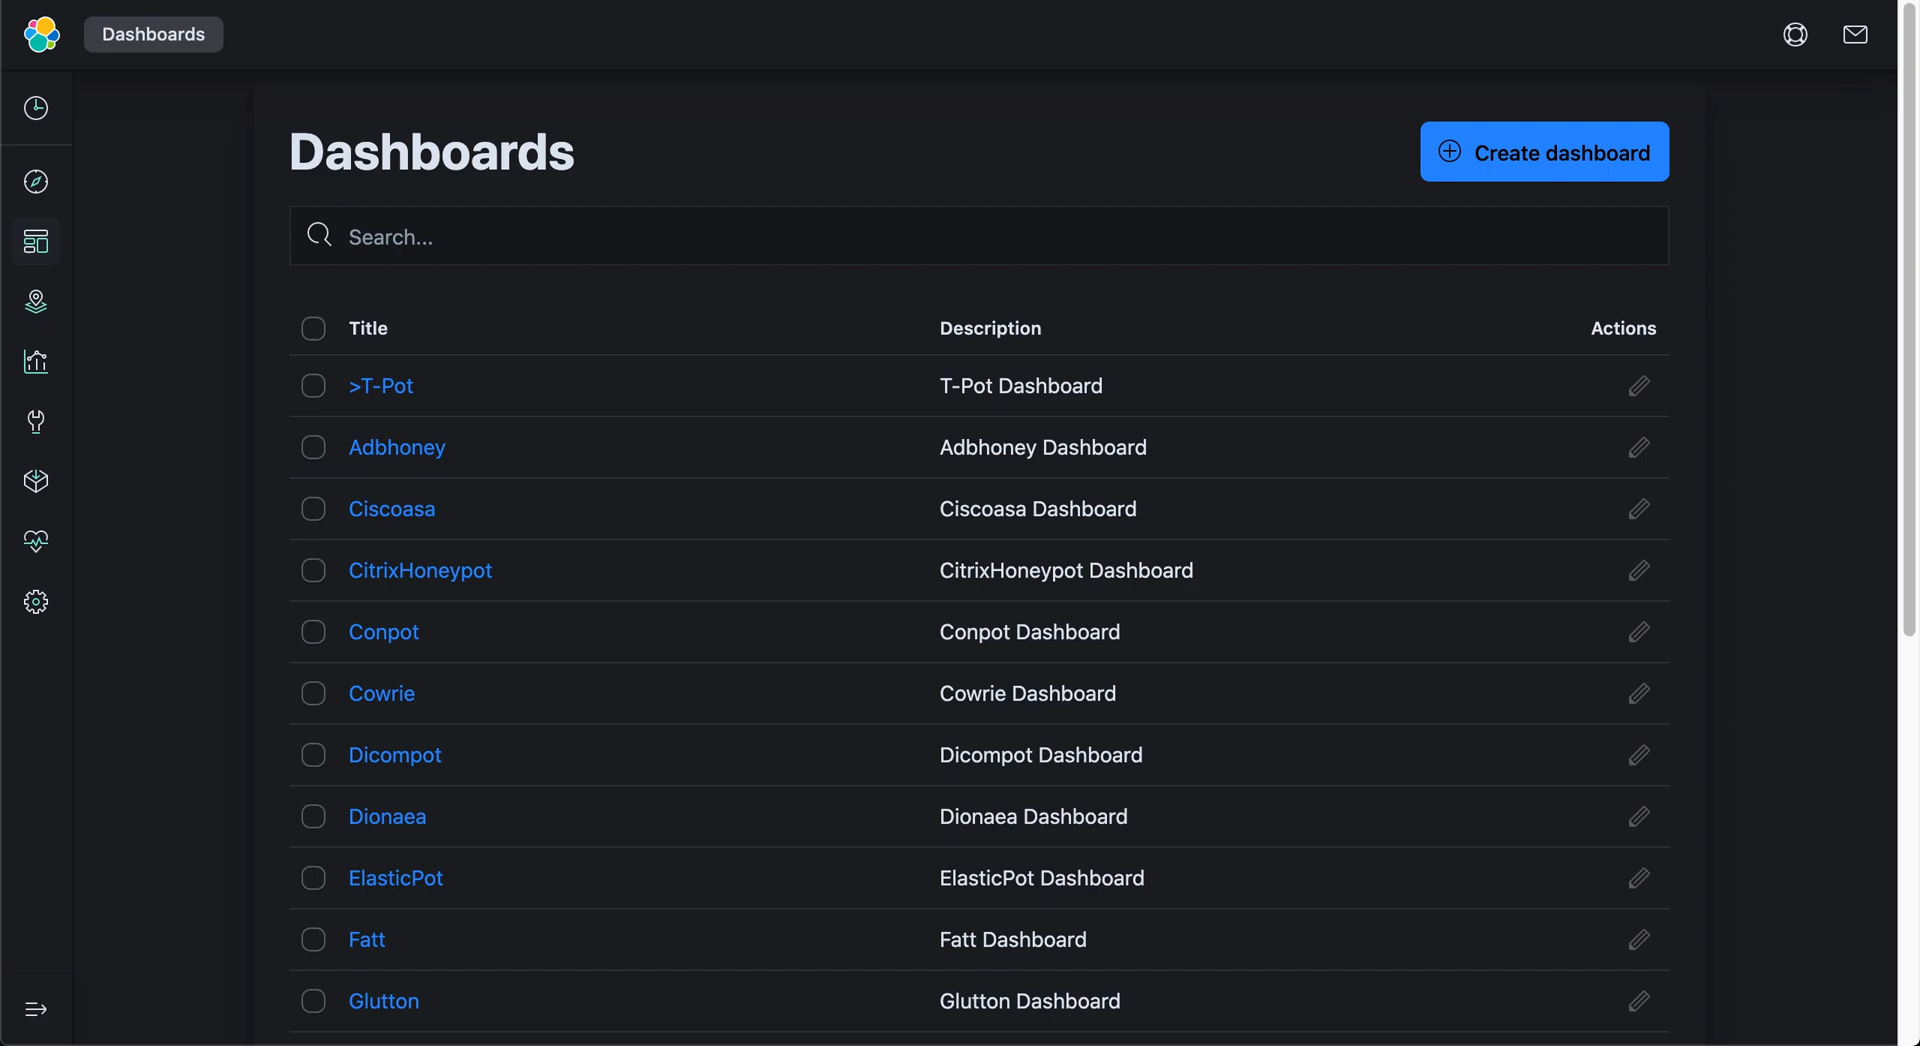 Dashboards
Dashboards
Create dashboard
Search...
Title Description Actions
>T-Pot T-Pot Dashboard
Adbhoney Adbhoney Dashboard
Ciscoasa Ciscoasa Dashboard
CitrixHoneypot CitrixHoneypot Dashboard
Conpot Conpot Dashboard
Cowrie Cowrie Dashboard
Dicompot Dicompot Dashboard
Dionaea Dionaea Dashboard
ElasticPot ElasticPot Dashboard
Fatt Fatt Dashboard
Glutton Glutton Dashboard